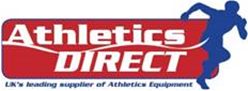 Athletics
DIRECT
UK's leading supplier of Athletics Equipment